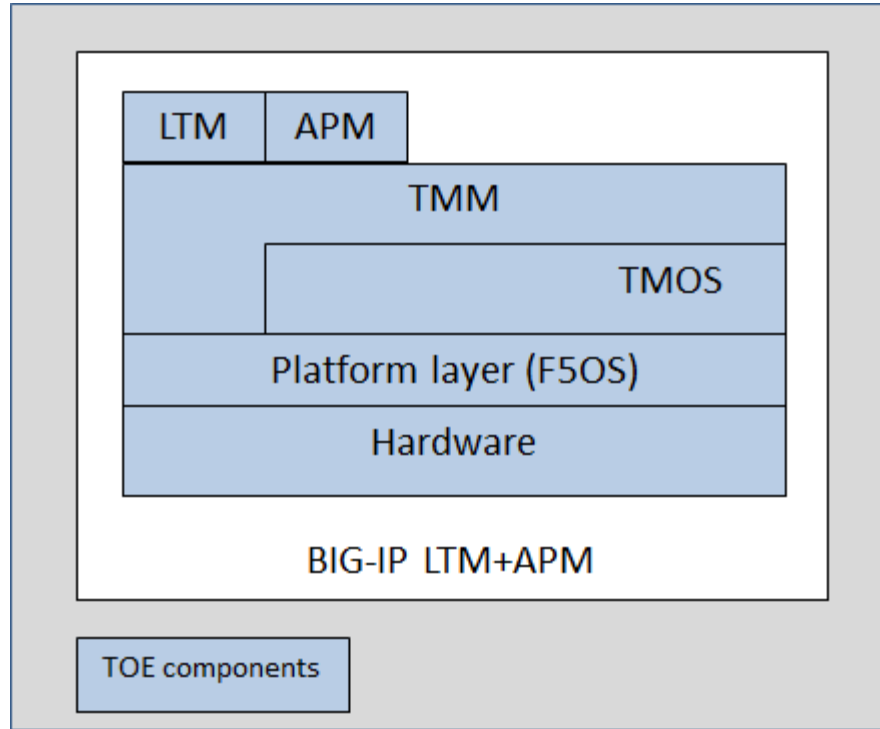 LTM APM
TMM
TMOS
Platform layer (F5OS)
Hardware
BIG-IP LTM+APM
TOE components